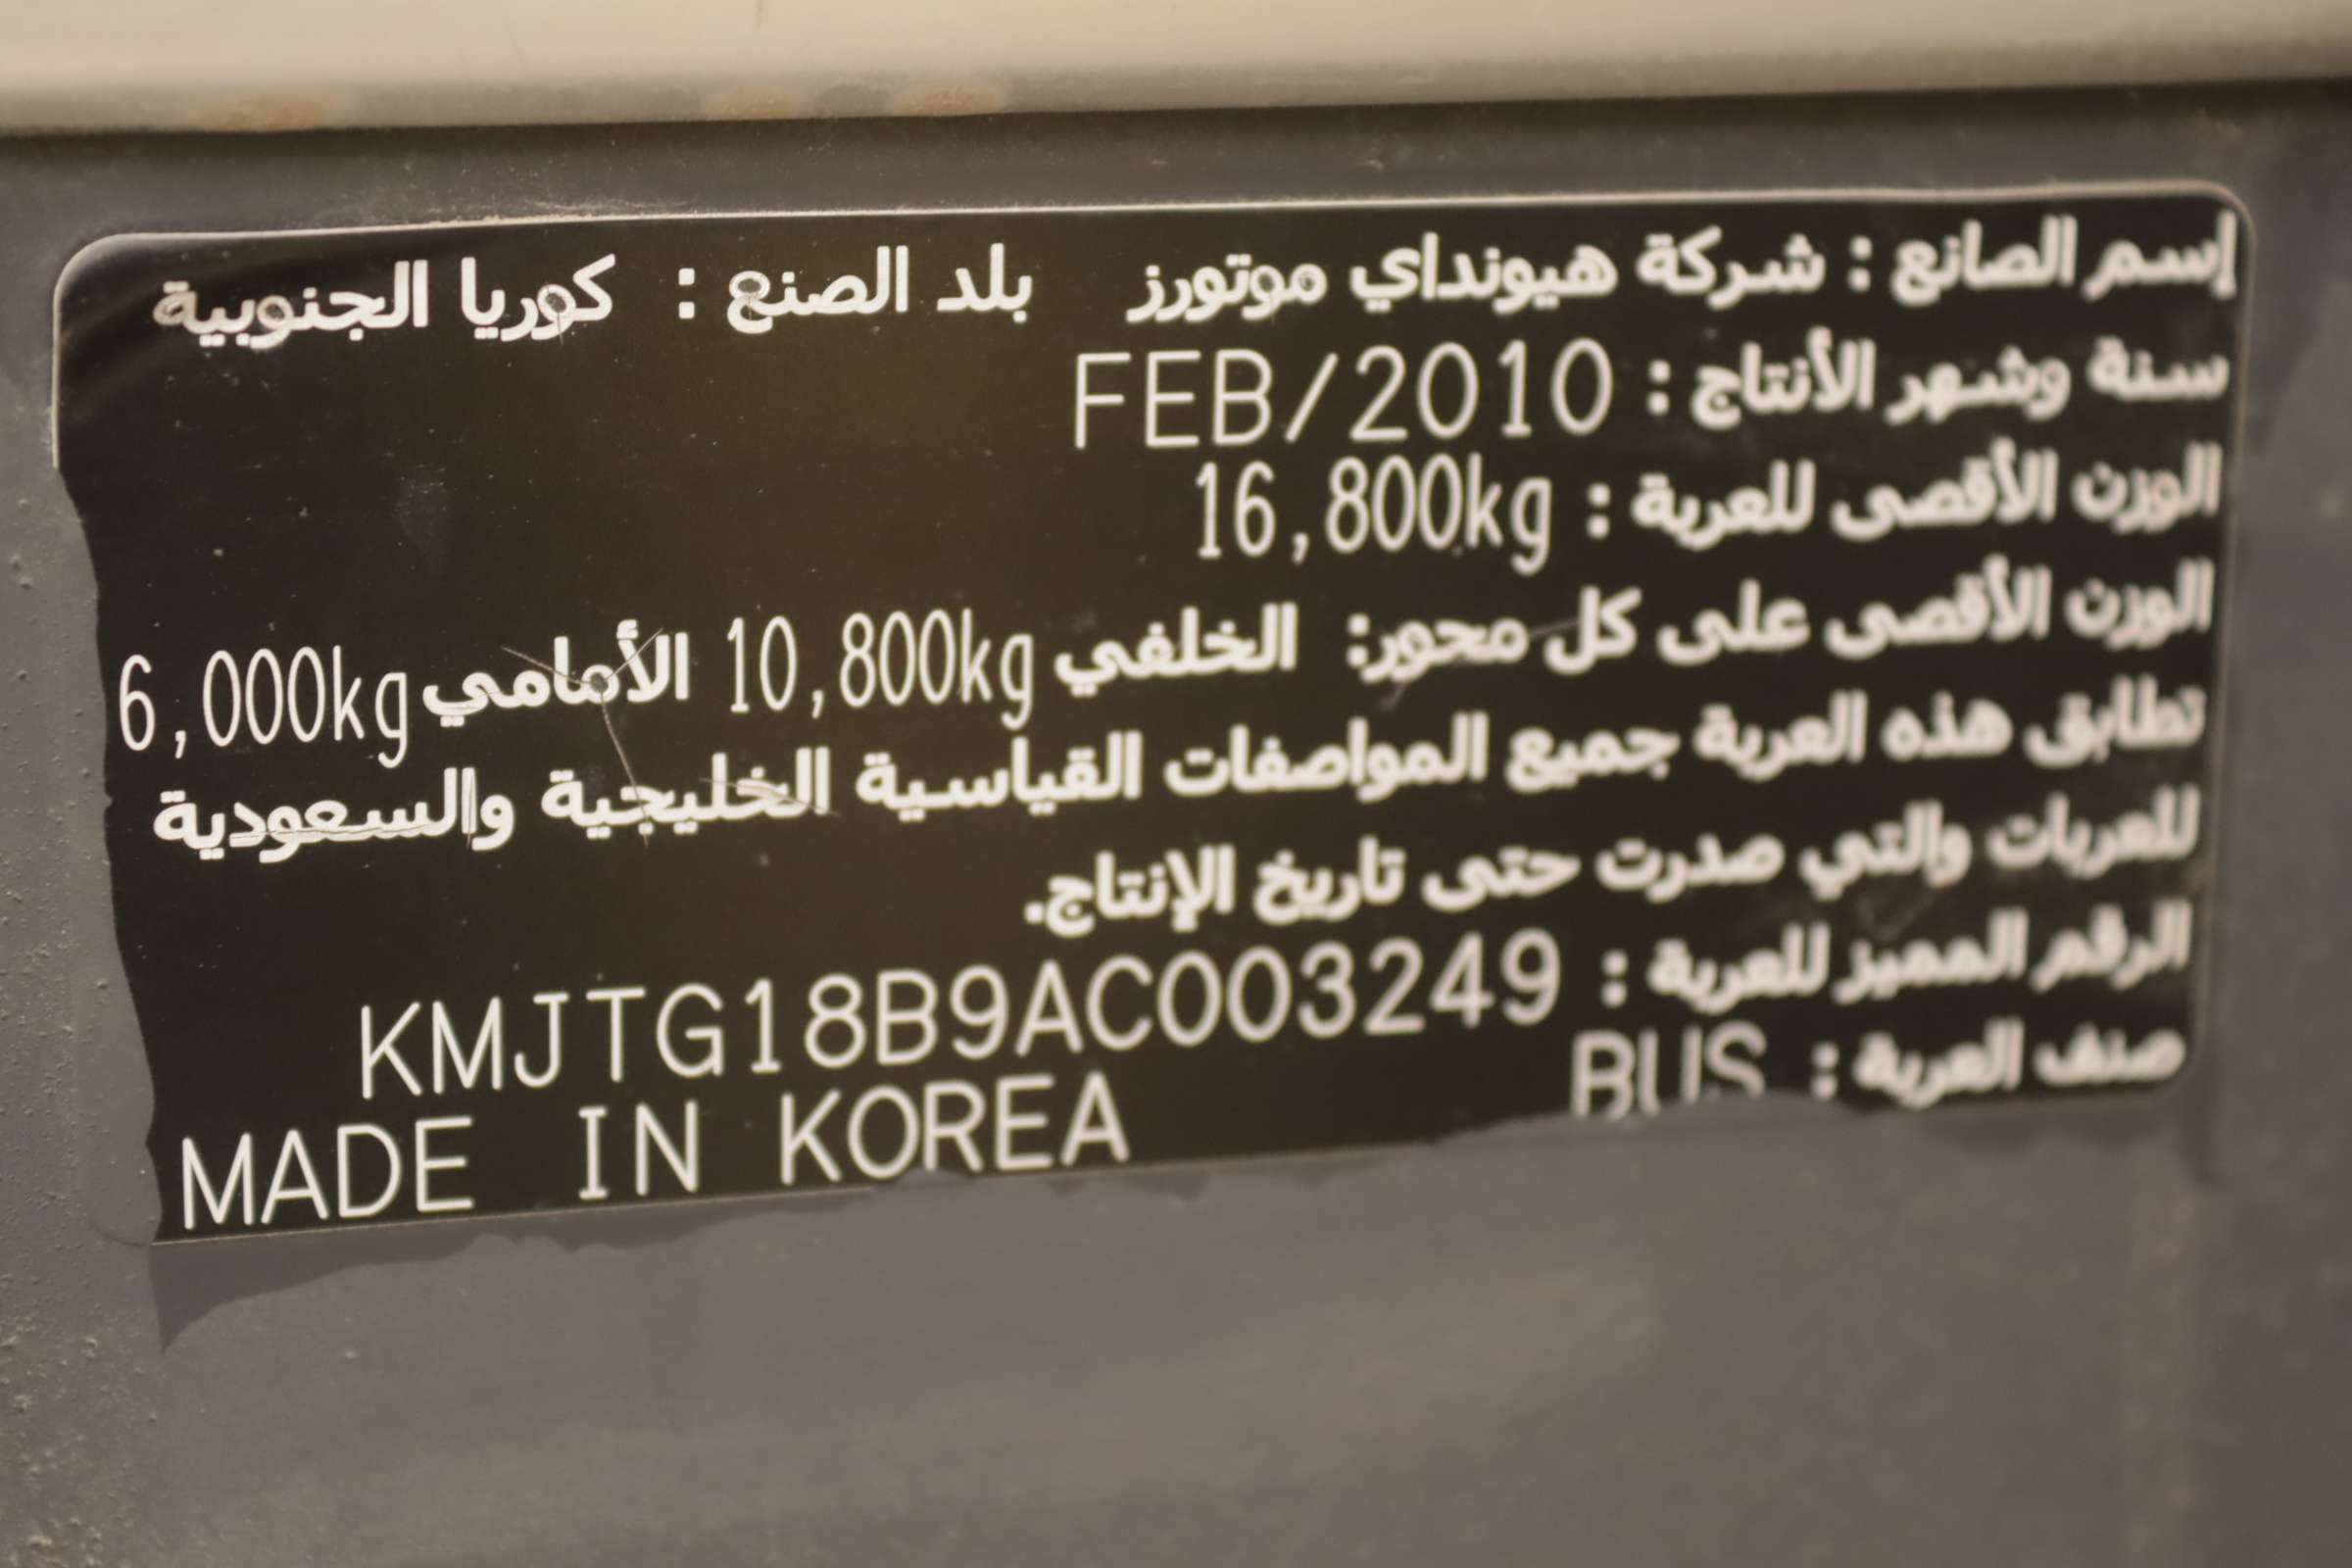 إسم الصانع : شركة هيونداي موتورز بلد الصنع : كوريا الجنوبية
سنة وشهر الأنتاج : FEB/2010
الوزن الأقصى للعربة : 16,800kg
الوزن الأقصى على كل محور: الخلفي 10,800kg الأمامي 6,000kg
تطابق هذه العربة جميع المواصفات القياسية الخليجية والسعودية
للعربات والتي صدرت حتى تاريخ الإنتاج.
الرقم المميز للعربة : KMJTG18B9AC003249
صنف العربة : BUS MADE IN KOREA